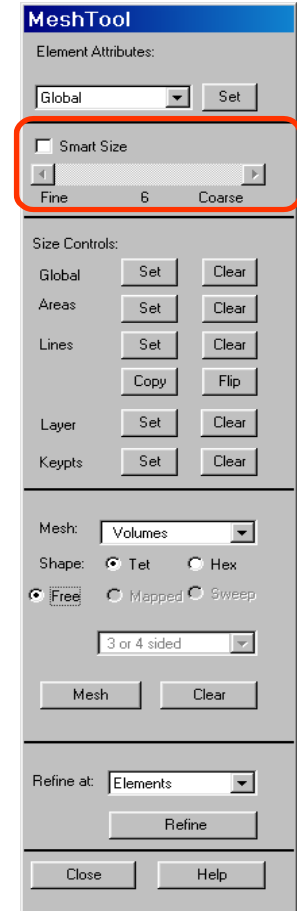 MeshTool
Element Attributes:
Global Set
Smart Size
Fine 6 Coarse
Size Controls:
Global Set Clear
Areas Set Clear
Lines Set Clear
Copy Flip
Layer Set Clear
Keypts Set Clear
Mesh: Volumes
Shape: Tet Hex
Free Mapped Sweep
3 or 4 sided
Mesh Clear
Refine at: Elements
Refine
Close Help